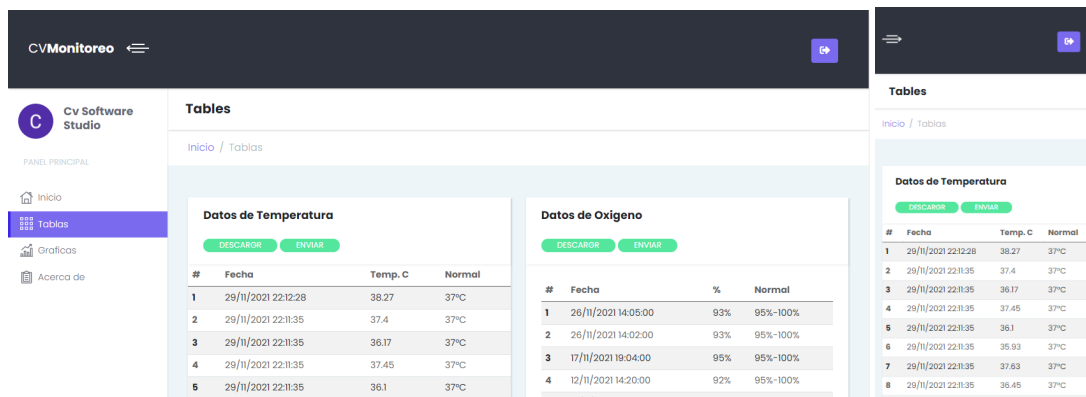 CVMonitoreo
Cv Software
Studio
C
PANEL PRINCIPAL
Inicio
Tablas
Graficas
Acerca de
Tables
Inicio / Tablas
Datos de Temperatura
DESCARGR ENVIAR
# Fecha Temp. C Normal
1 29/11/2021 22:12:28 38.27 37ºC
2 29/11/2021 22:11:35 37.4 37ºC
3 29/11/2021 22:11:35 36.17 37ºC
4 29/11/2021 22:11:35 37.45 37ºC
5 29/11/2021 22:11:35 36.1 37ºC
Datos de Oxigeno
DESCARGR ENVIAR
# Fecha % Normal
1 26/11/2021 14:05:00 93% 95%-100%
2 26/11/2021 14:02:00 93% 95%-100%
3 17/11/2021 19:04:00 95% 95%-100%
4 12/11/2021 14:20:00 92% 95%-100%
Tables
Inicio / Tablas
Datos de Temperatura
DESCARGR ENVIAR
# Fecha Temp. C Normal
1 29/11/2021 22:12:28 38.27 37ºC
2 29/11/2021 22:11:35 37.4 37ºC
3 29/11/2021 22:11:35 36.17 37ºC
4 29/11/2021 22:11:35 37.45 37ºC
5 29/11/2021 22:11:35 36.1 37ºC
6 29/11/2021 22:11:35 35.93 37ºC
7 29/11/2021 22:11:35 37.63 37ºC
8 29/11/2021 22:11:35 36.45 37ºC